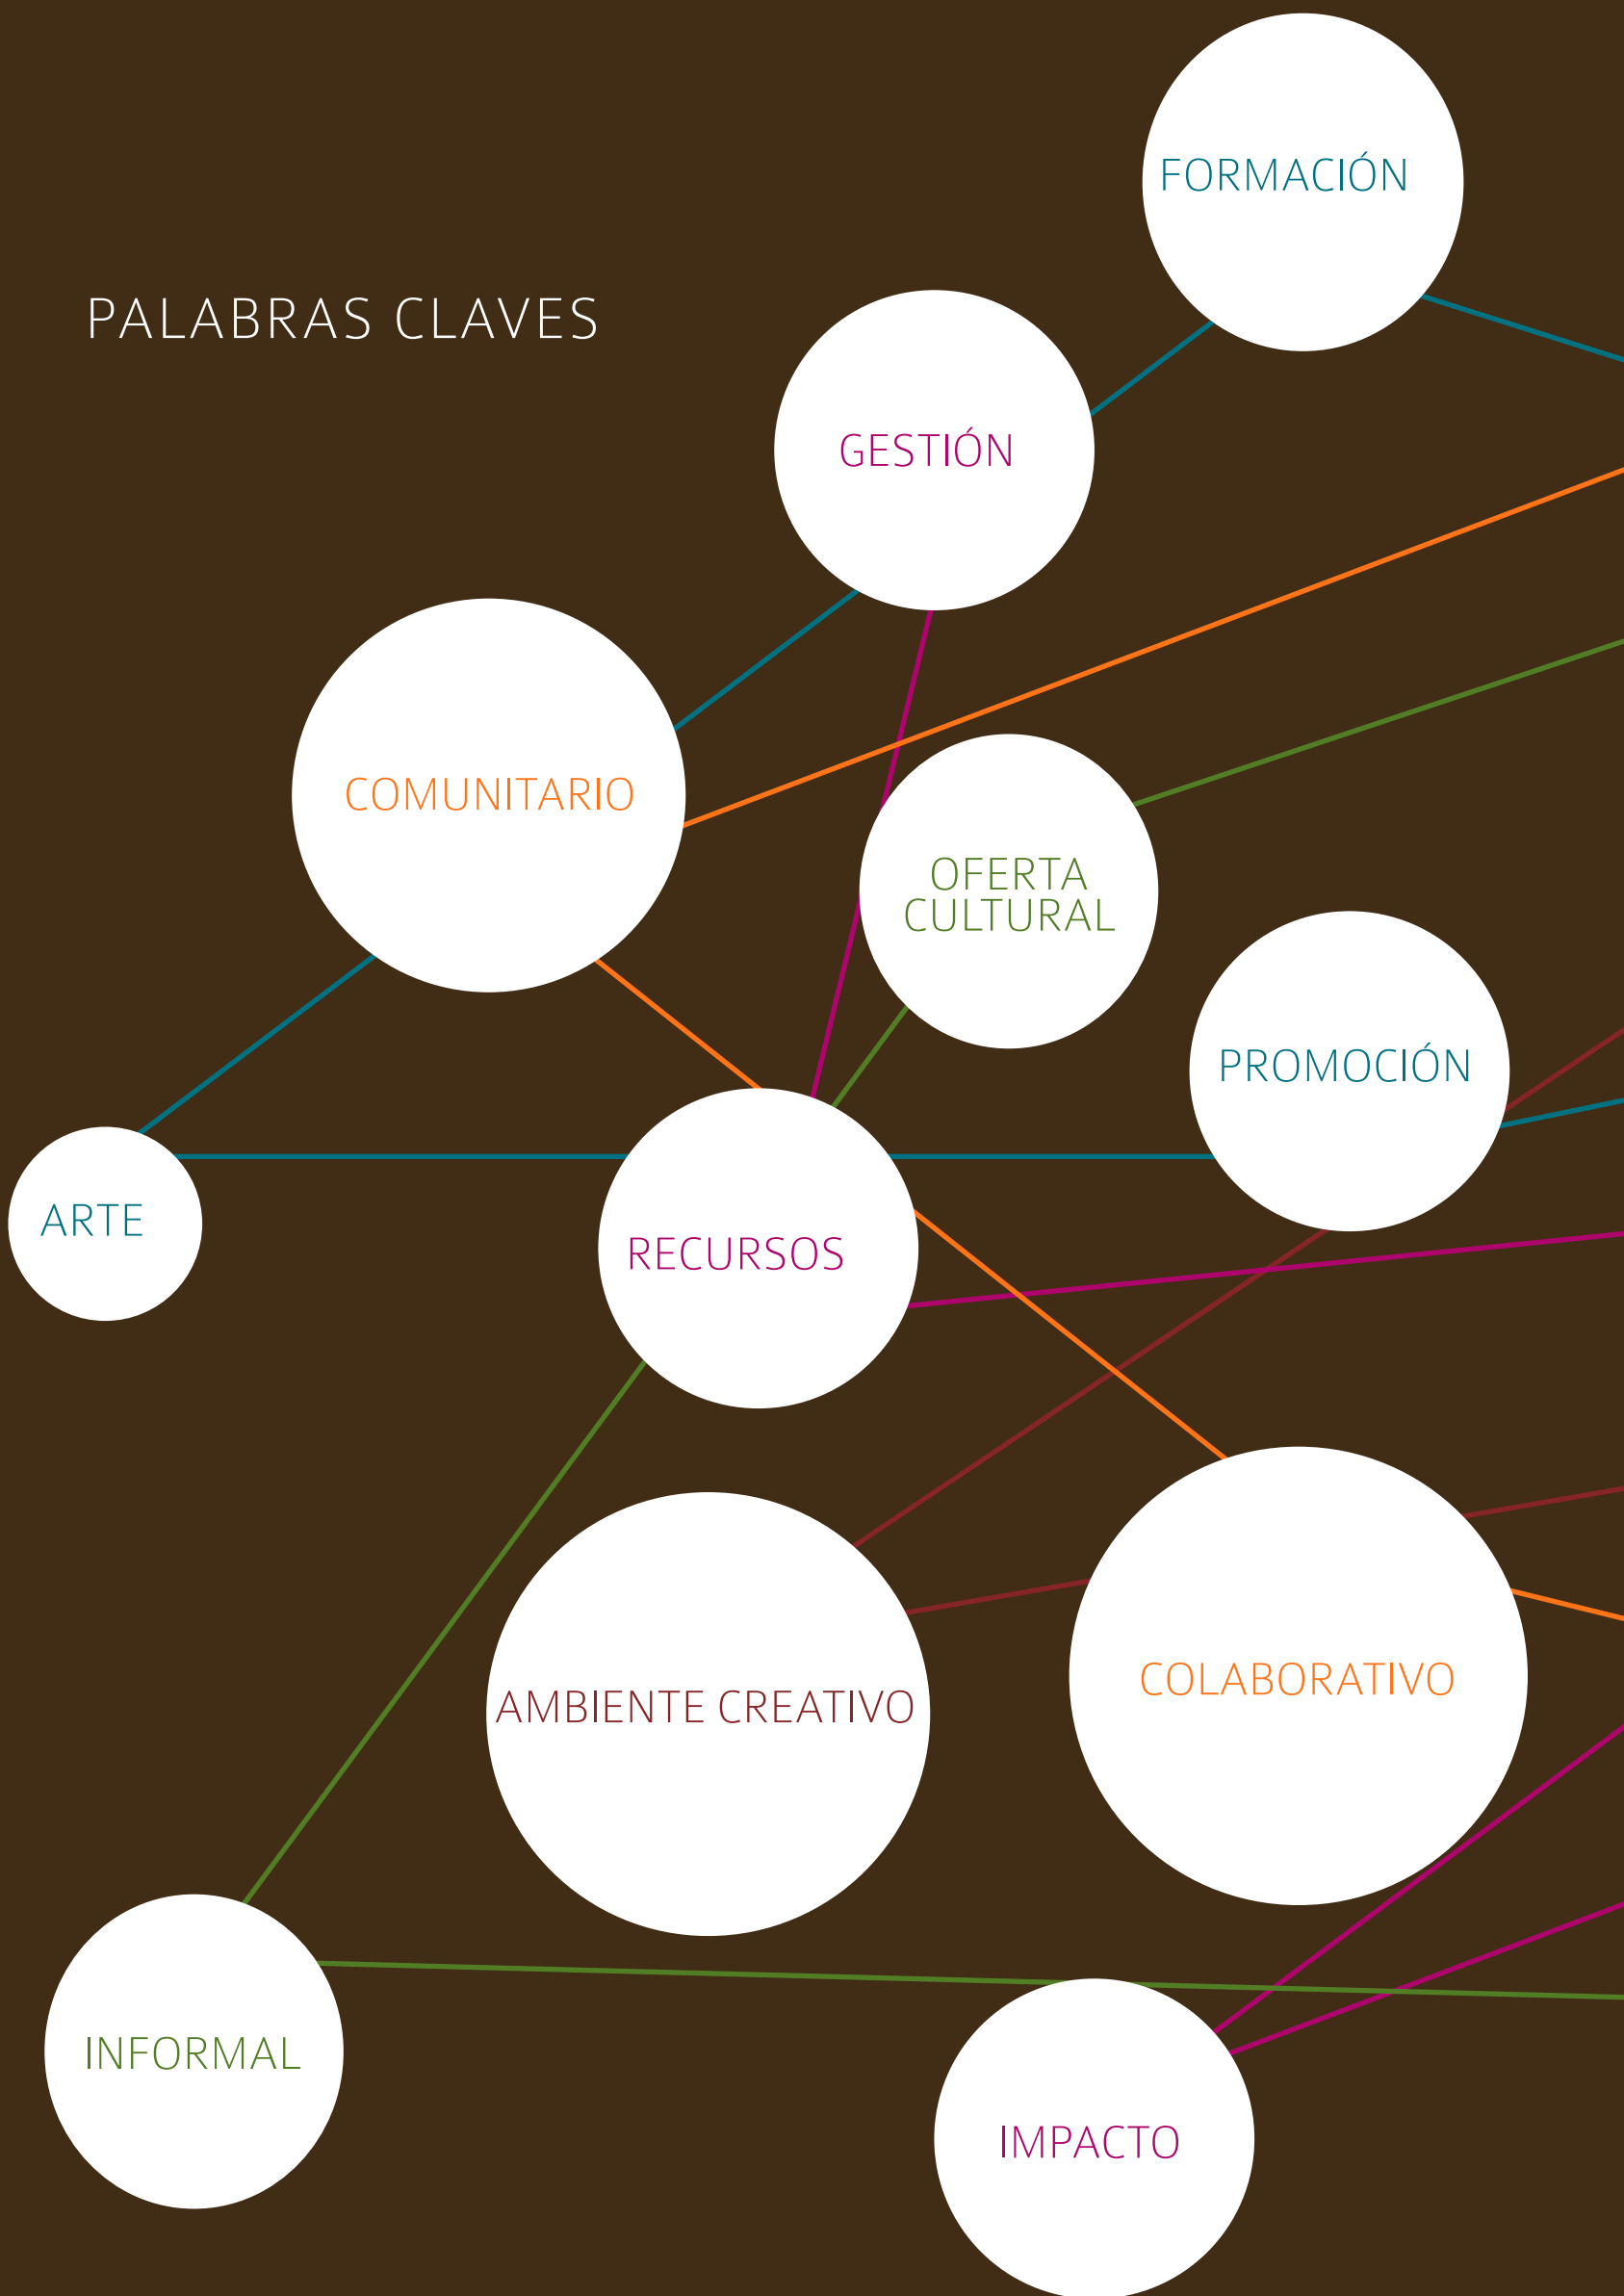 FORMACIÓN
PALABRAS CLAVES
GESTIÓN
COMUNITARIO
OFERTA
CULTURAL
PROMOCIÓN
ARTE
RECURSOS
COLABORATIVO
AMBIENTE CREATIVO
INFORMAL
IMPACTO